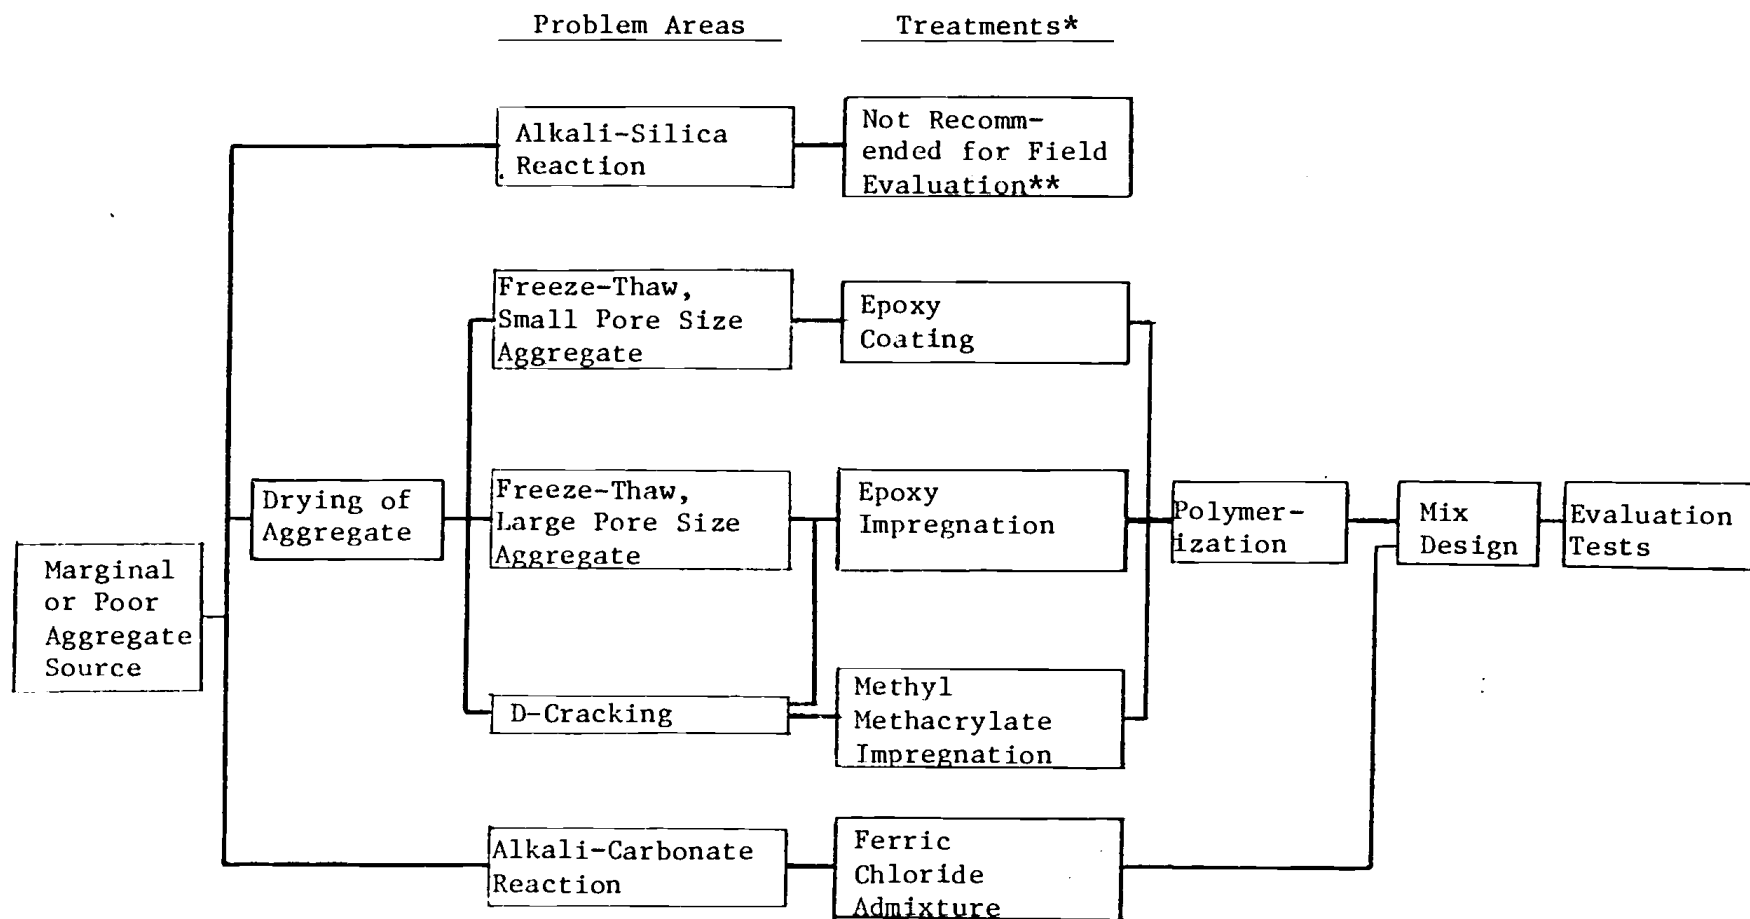 Problem Areas
Treatments*
Alkali-Silica
Reaction
Not Recomm-
ended for Field
Evaluation**
Freeze-Thaw,
Small Pore Size
Aggregate
Epoxy
Coating
Drying of
Aggregate
Freeze-Thaw,
Large Pore Size
Aggregate
Epoxy
Impregnation
Polymer-
ization
Mix
Design
Evaluation
Tests
Marginal
or Poor
Aggregate
Source
D-Cracking
Methyl
Methacrylate
Impregnation
Alkali-Carbonate
Reaction
Ferric
Chloride
Admixture